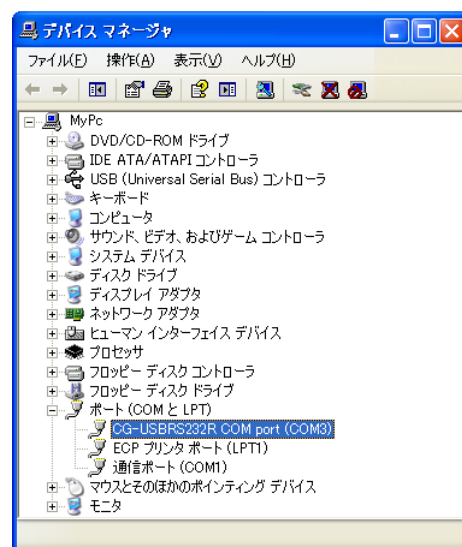 デバイス マネージャ
ファイル(F) 操作(A) 表示(V) ヘルプ(H)
MyPc
DVD/CD-ROM ドライブ
IDE ATA/ATAPI コントローラ
USB (Universal Serial Bus) コントローラ
キーボード
コンピュータ
サウンド、ビデオ、およびゲーム コントローラ
システム デバイス
ディスク ドライブ
ディスプレイ アダプタ
ネットワーク アダプタ
ヒューマン インターフェイス デバイス
プロセッサ
フロッピー ディスク コントローラ
フロッピー ディスク ドライブ
ポート (COM と LPT)
CG-USBRS232R COM port (COM3)
ECP プリンタ ポート (LPT1)
通信ポート (COM1)
マウスとそのほかのポインティング デバイス
モニタ